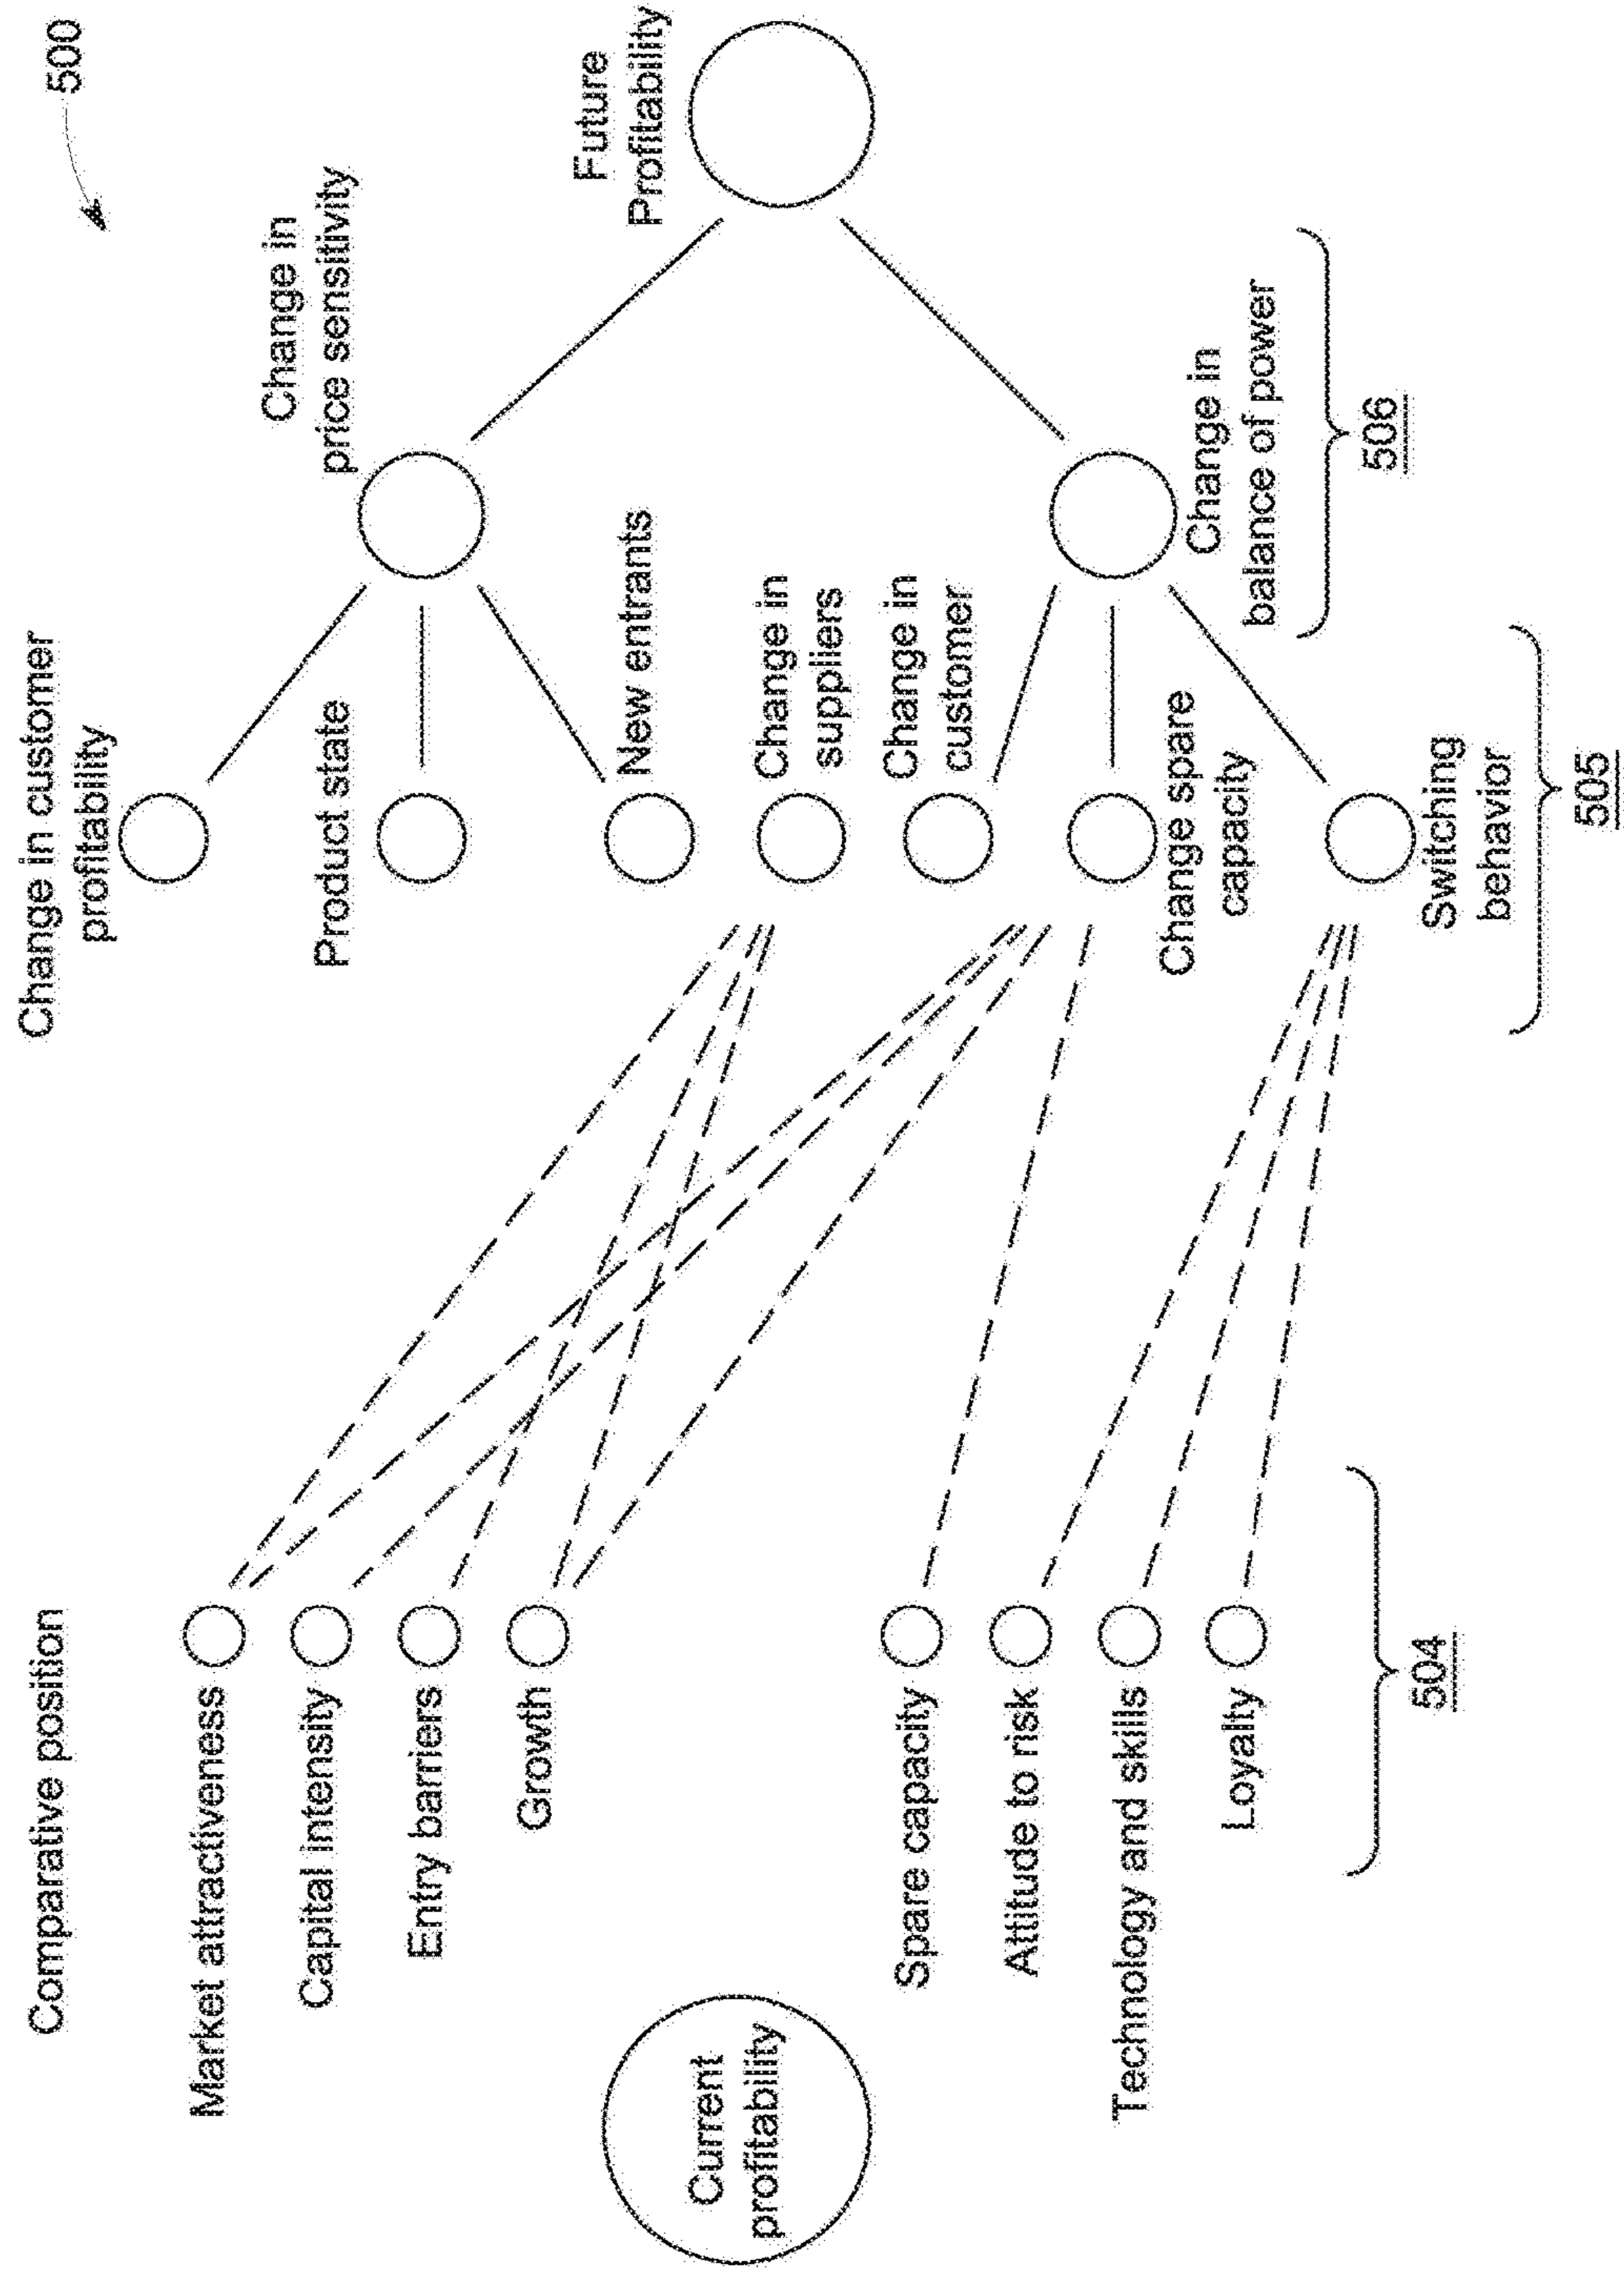 500
Comparative position
Change in customer
profitability
Change in
price sensitivity
Future
Profitability
Market attractiveness
Capital intensity
Entry barriers
Growth
Product state
New entrants
Change in
suppliers
Change in
customer
Current
profitability
Spare capacity
Attitude to risk
Technology and skills
Loyalty
Change spare
capacity
Switching
behavior
Change in
balance of power
504
505
506